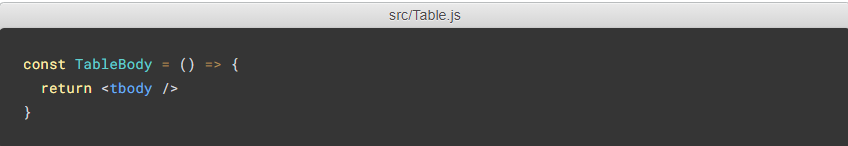 src/Table.js
const TableBody = () => {
  return <tbody />
}